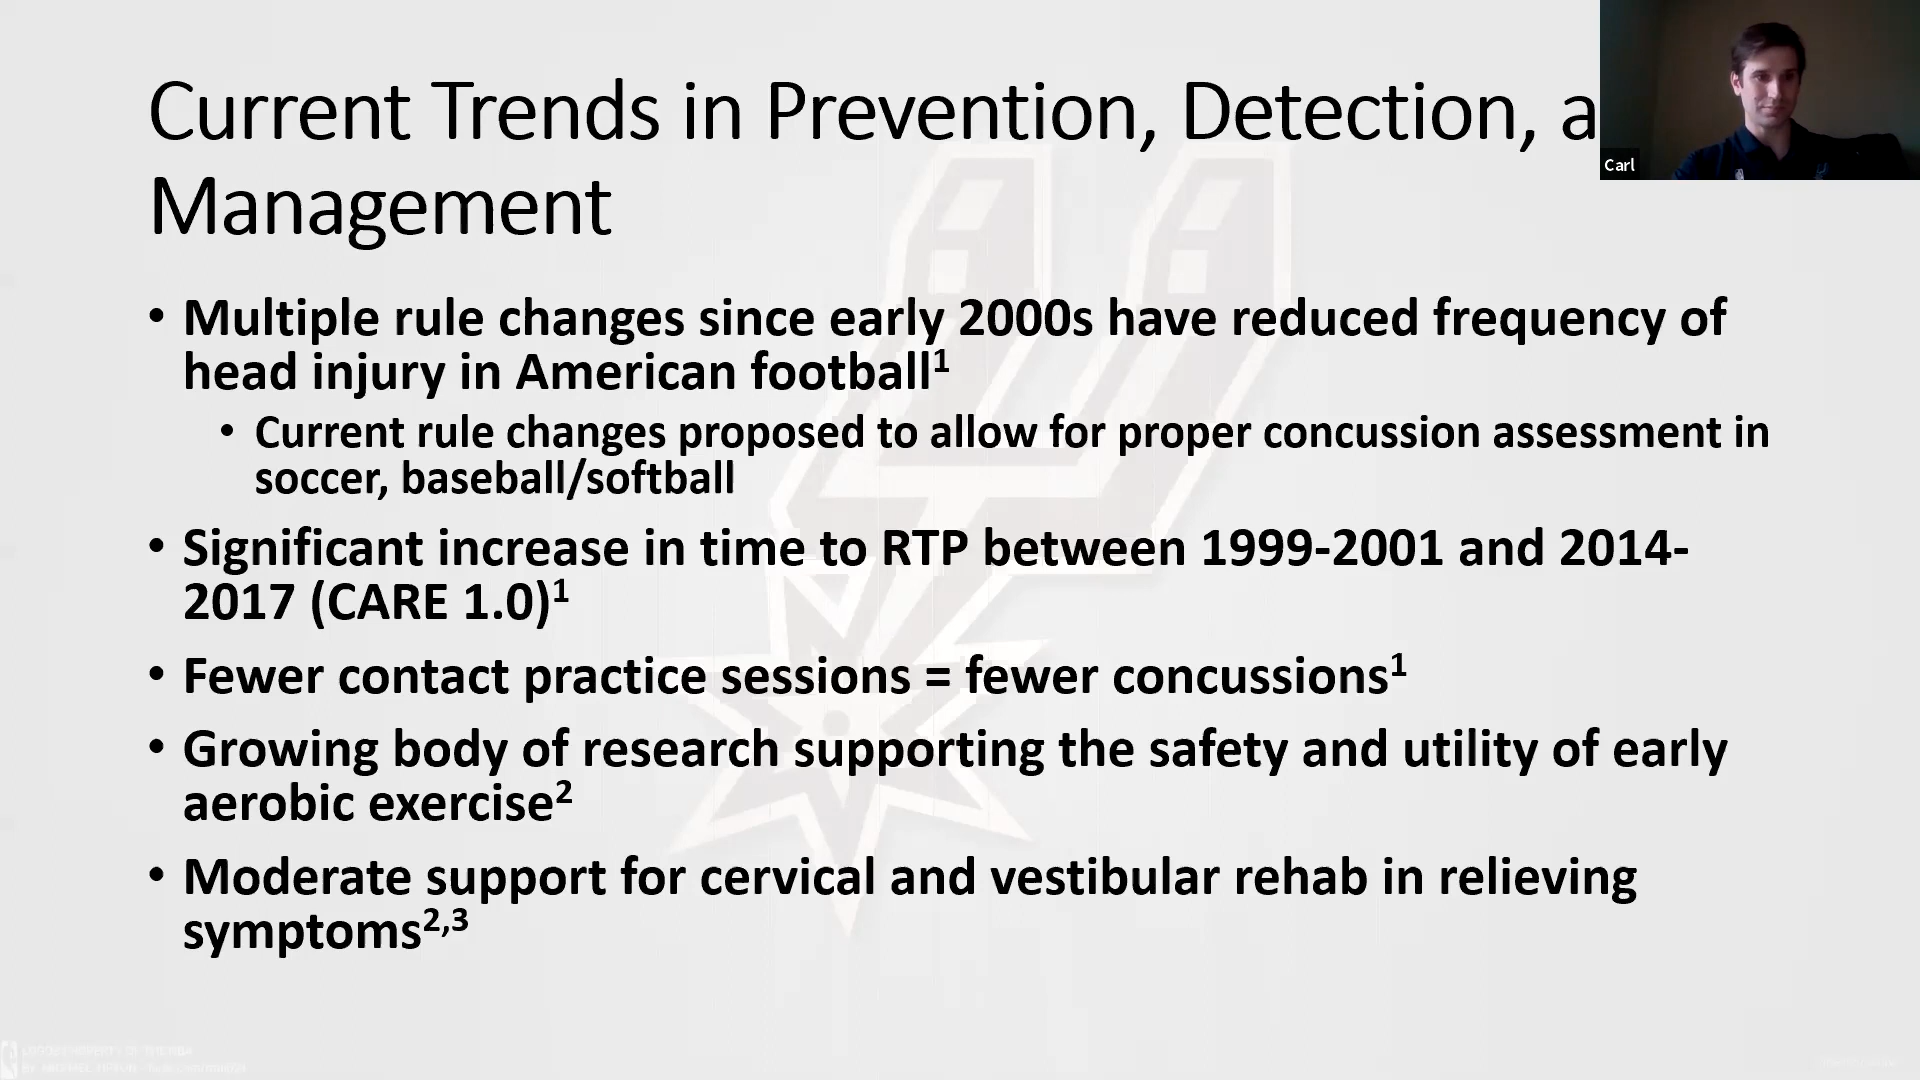 Current Trends in Prevention, Detection, a
Management
Carl
• Multiple rule changes since early 2000s have reduced frequency of
head injury in American football¹
• Current rule changes proposed to allow for proper concussion assessment in
soccer, baseball/softball
• Significant increase in time to RTP between 1999-2001 and 2014-
2017 (CARE 1.0)¹
• Fewer contact practice sessions = fewer concussions¹
• Growing body of research supporting the safety and utility of early
aerobic exercise²
• Moderate support for cervical and vestibular rehab in relieving
symptoms²,³